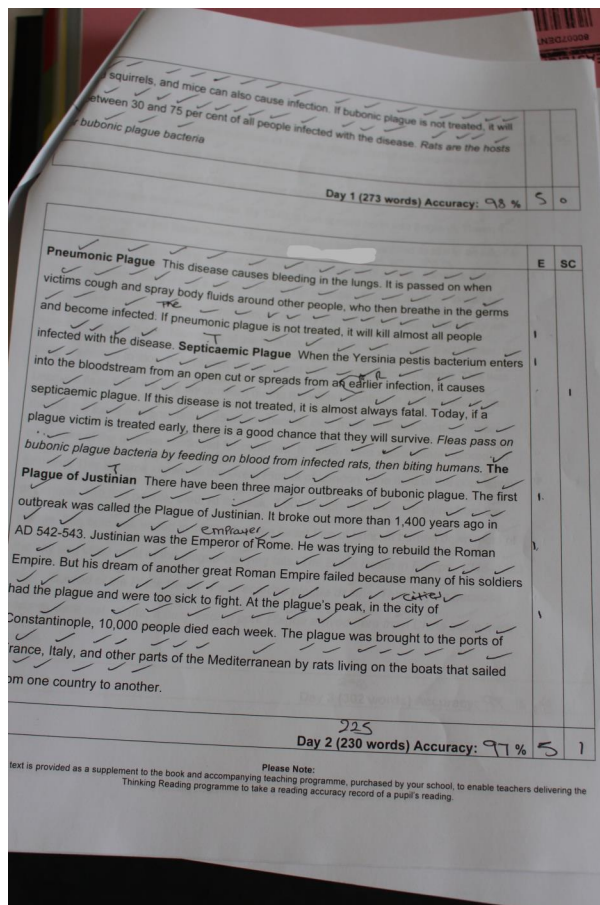 squirrels, and mice can also cause infection. If bubonic plague is not treated, it will
between 30 and 75 per cent of all people infected with the disease. Rats are the hosts
bubonic plague bacteria
Day 1 (273 words) Accuracy: 98 % 5 0
E SC
Pneumonic Plague This disease causes bleeding in the lungs. It is passed on when
victims cough and spray body fluids around other people, who then breathe in the germs
the
and become infected. If pneumonic plague is not treated, it will kill almost all people 1
T
infected with the disease. Septicaemic Plague When the Yersinia pestis bacterium enters 1
R
into the bloodstream from an open cut or spreads from an earlier infection, it causes 1
septicaemic plague. If this disease is not treated, it is almost always fatal. Today, if a
plague victim is treated early, there is a good chance that they will survive. Fleas pass on
bubonic plague bacteria by feeding on blood from infected rats, then biting humans. The
T
Plague of Justinian There have been three major outbreaks of bubonic plague. The first 1
outbreak was called the Plague of Justinian. It broke out more than 1,400 years ago in
emprayer
AD 542-543. Justinian was the Emperor of Rome. He was trying to rebuild the Roman 1
Empire. But his dream of another great Roman Empire failed because many of his soldiers
cities
had the plague and were too sick to fight. At the plague's peak, in the city of 1
Constantinople, 10,000 people died each week. The plague was brought to the ports of
rance, Italy, and other parts of the Mediterranean by rats living on the boats that sailed
om one country to another.
225
Day 2 (230 words) Accuracy: 97 % 5 1
Please Note:
text is provided as a supplement to the book and accompanying teaching programme, purchased by your school, to enable teachers delivering the
Thinking Reading programme to take a reading accuracy record of a pupil's reading.